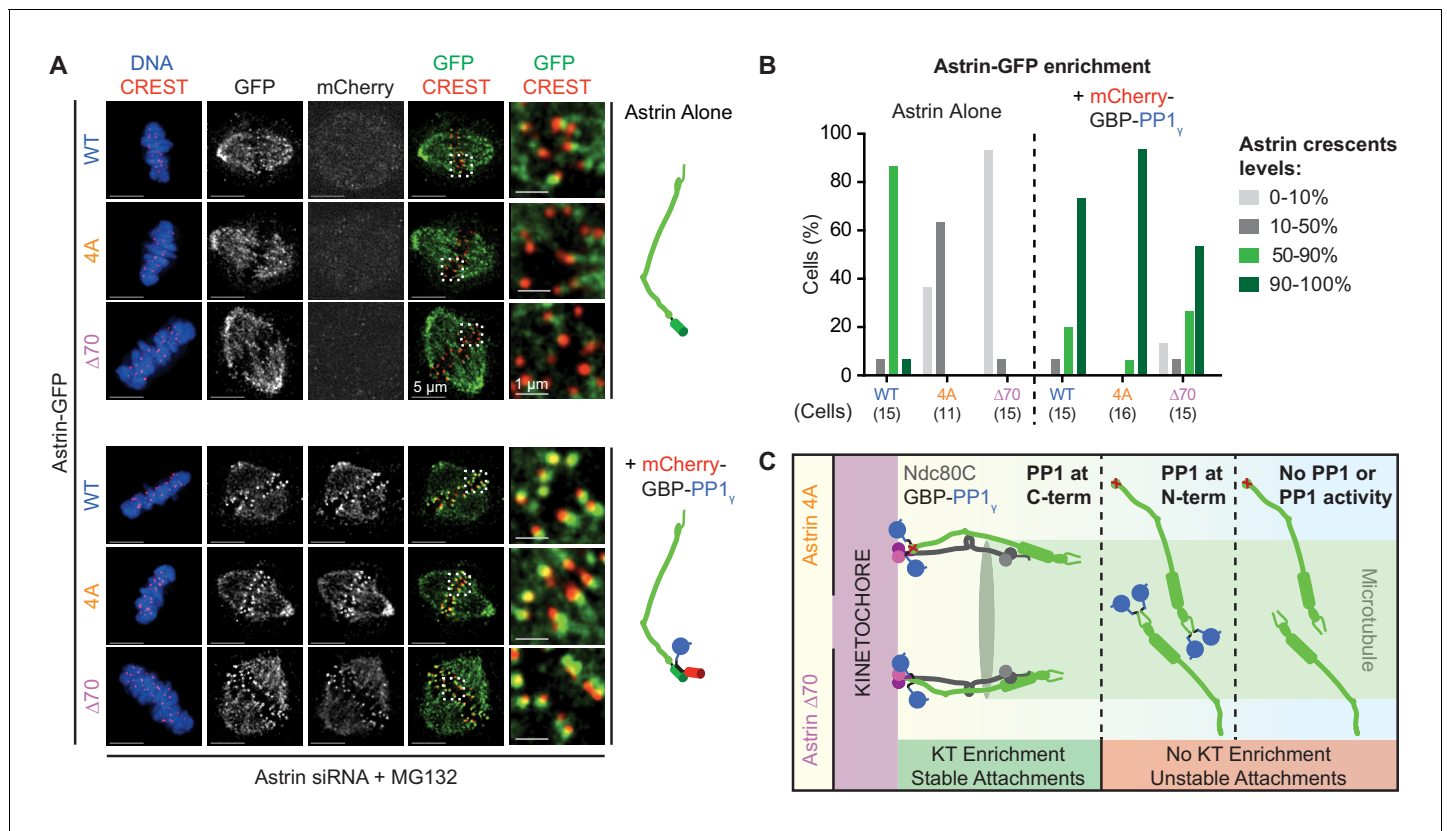 A
DNA
CREST
GFP
mCherry
GFP
CREST
GFP
CREST
Astrin-GFP
WT
4A
Δ70
5 µm
1 µm
Astrin Alone
WT
4A
Δ70
+ mCherry-
GBP-PP1γ
Astrin siRNA + MG132
B
Astrin-GFP enrichment
Astrin Alone
+ mCherry-
GBP-PP1γ
Cells (%)
100
80
60
40
20
0
WT
4A
Δ70
WT
4A
Δ70
(Cells)
(15)
(11)
(15)
(15)
(16)
(15)
Astrin crescents
levels:
0-10%
10-50%
50-90%
90-100%
C
Astrin 4A
Astrin Δ70
KINETOCHORE
Ndc80C
GBP-PP1γ
PP1 at
C-term
PP1 at
N-term
No PP1 or
PP1 activity
Microtubule
KT Enrichment
Stable Attachments
No KT Enrichment
Unstable Attachments